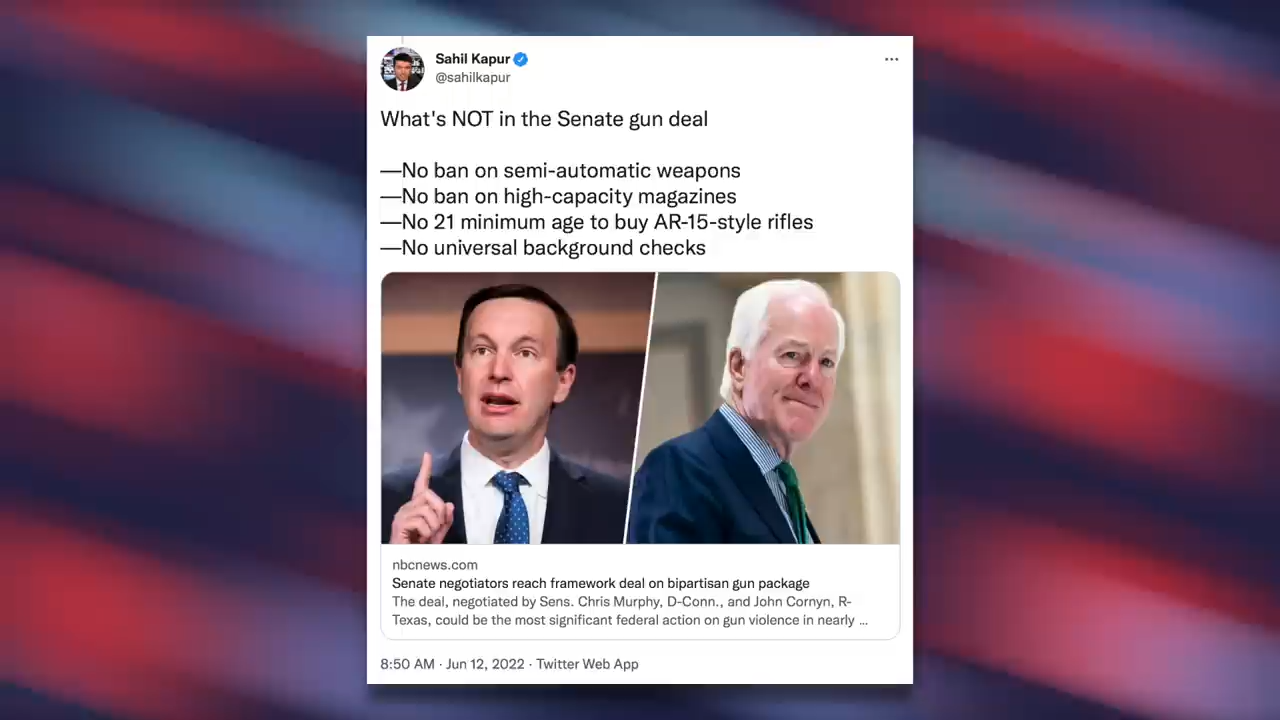 Sahil Kapur
@sahilkapur
What's NOT in the Senate gun deal
—No ban on semi-automatic weapons
—No ban on high-capacity magazines
—No 21 minimum age to buy AR-15-style rifles
—No universal background checks
nbcnews.com
Senate negotiators reach framework deal on bipartisan gun package
The deal, negotiated by Sens. Chris Murphy, D-Conn., and John Cornyn, R-
Texas, could be the most significant federal action on gun violence in nearly ...
8:50 AM · Jun 12, 2022 · Twitter Web App